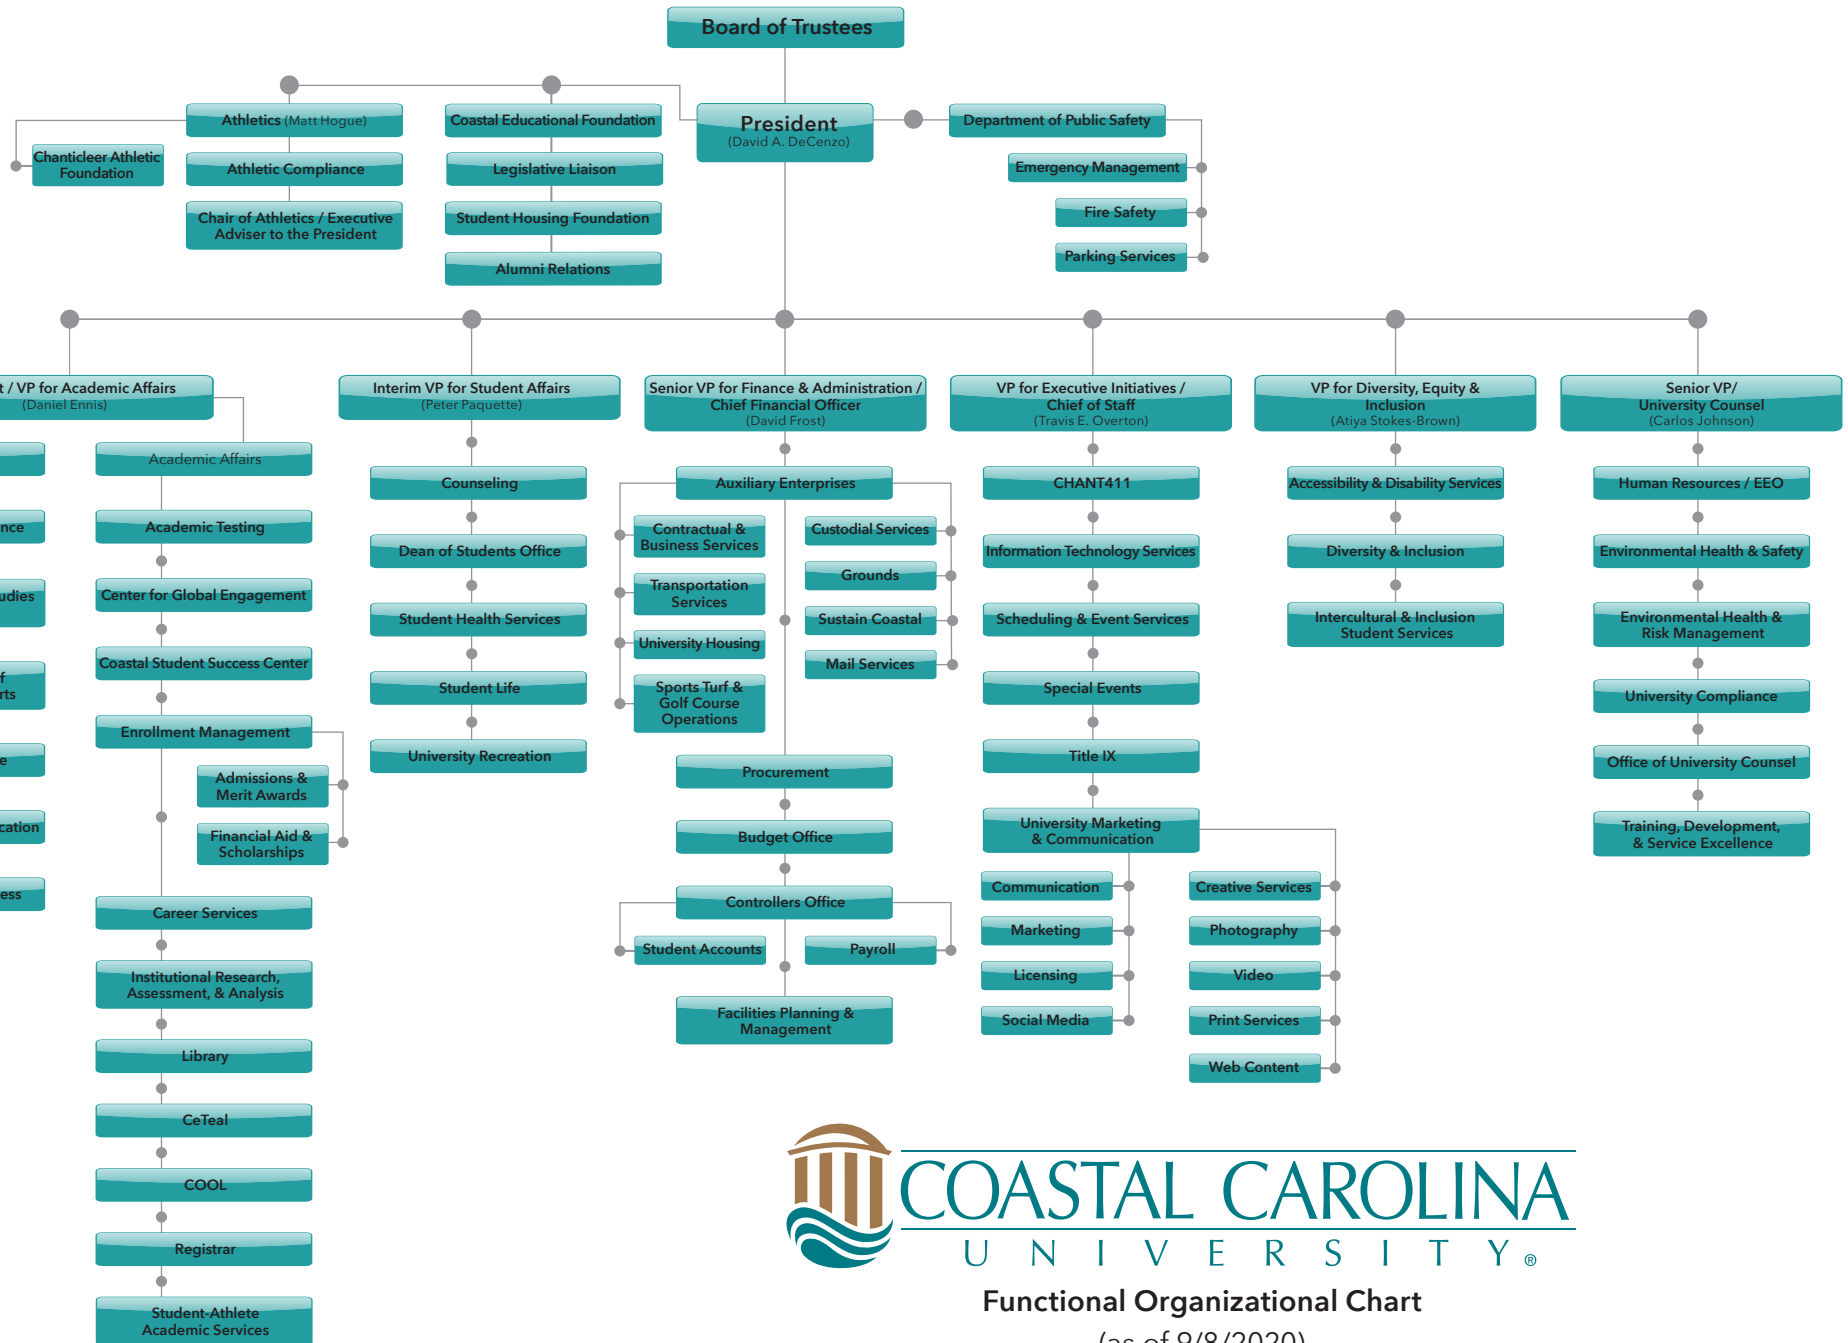 Board of Trustees
Athletics (Matt Hogue)
Chanticleer Athletic
Foundation
Athletic Compliance
Chair of Athletics / Executive
Adviser to the President
Coastal Educational Foundation
Legislative Liaison
Student Housing Foundation
Alumni Relations
President
(David A. DeCenzo)
Department of Public Safety
Emergency Management
Fire Safety
Parking Services
t / VP for Academic Affairs
(Daniel Ennis)
nce
udies
f
rts
e
cation
ess
Academic Affairs
Academic Testing
Center for Global Engagement
Coastal Student Success Center
Enrollment Management
Admissions &
Merit Awards
Financial Aid &
Scholarships
Career Services
Institutional Research,
Assessment, & Analysis
Library
CeTeal
COOL
Registrar
Student-Athlete
Academic Services
Interim VP for Student Affairs
(Peter Paquette)
Counseling
Dean of Students Office
Student Health Services
Student Life
University Recreation
Senior VP for Finance & Administration /
Chief Financial Officer
(David Frost)
Auxiliary Enterprises
Contractual &
Business Services
Transportation
Services
University Housing
Sports Turf &
Golf Course
Operations
Custodial Services
Grounds
Sustain Coastal
Mail Services
Procurement
Budget Office
Controllers Office
Student Accounts
Payroll
Facilities Planning &
Management
VP for Executive Initiatives /
Chief of Staff
(Travis E. Overton)
CHANT411
Information Technology Services
Scheduling & Event Services
Special Events
Title IX
University Marketing
& Communication
Communication
Marketing
Licensing
Social Media
Creative Services
Photography
Video
Print Services
Web Content
VP for Diversity, Equity &
Inclusion
(Atiya Stokes-Brown)
Accessibility & Disability Services
Diversity & Inclusion
Intercultural & Inclusion
Student Services
Senior VP/
University Counsel
(Carlos Johnson)
Human Resources / EEO
Environmental Health & Safety
Environmental Health &
Risk Management
University Compliance
Office of University Counsel
Training, Development,
& Service Excellence
COASTAL CAROLINA
UNIVERSITY®
Functional Organizational Chart
(as of 9/8/2020)